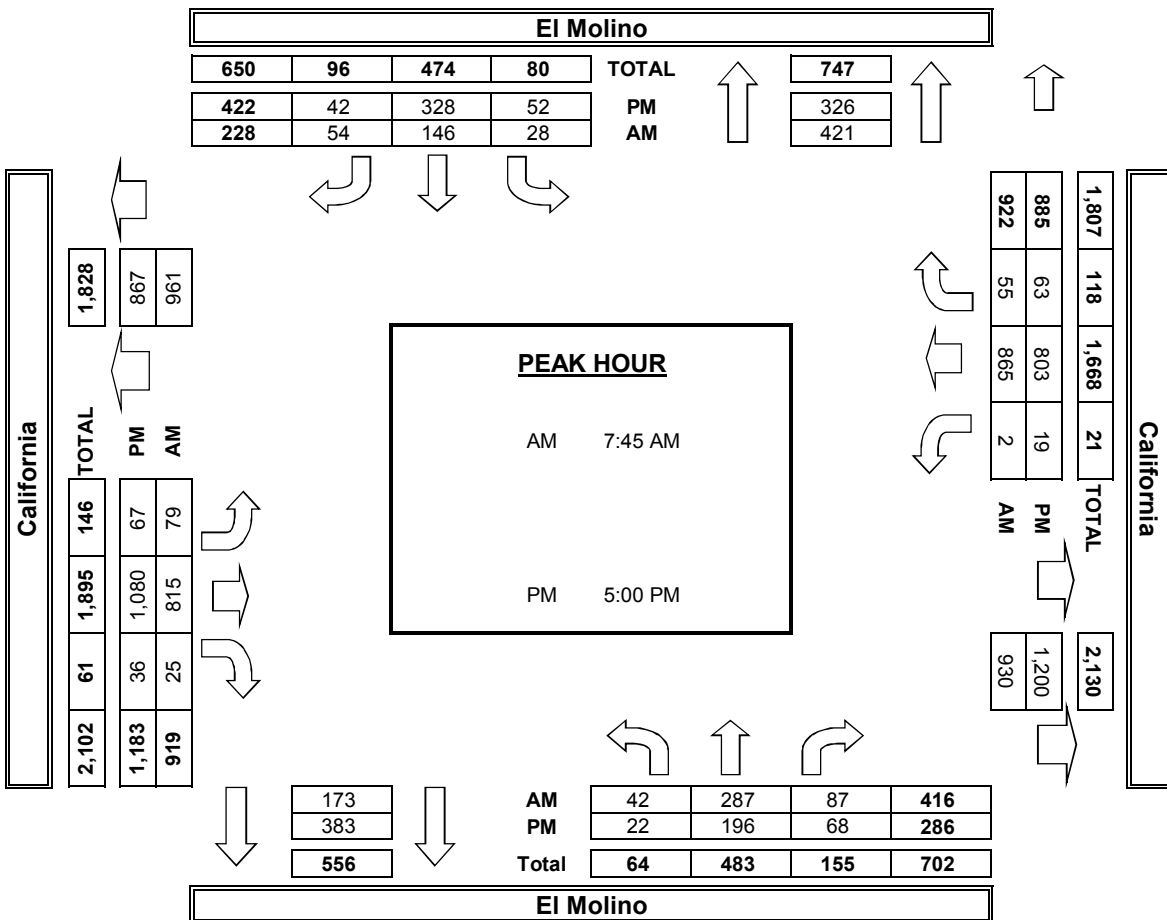 El Molino
650 96 474 80 TOTAL 747
422 42 328 52 PM 326
228 54 146 28 AM 421
California
1,828
867
961
TOTAL 146 1,895 61 2,102
PM 67 1,080 36 1,183
AM 79 815 25 919
PEAK HOUR
AM 7:45 AM
PM 5:00 PM
1,807 118 1,668 21 TOTAL 2,130
885 63 803 19 PM 1,200
922 55 865 2 AM 930
California
173 AM 42 287 87 416
383 PM 22 196 68 286
556 Total 64 483 155 702
El Molino